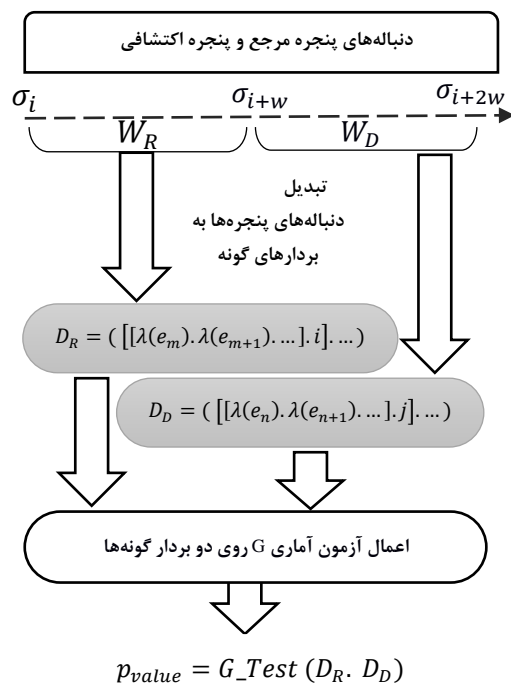 دنباله‌های پنجره مرجع و پنجره اکتشافی
σ_i σ_{i+w} σ_{i+2w}
W_R W_D
تبدیل
دنباله‌های پنجره‌ها به
بردارهای گونه
D_R = ( [[λ(e_m). λ(e_{m+1}). … ]. i]. … )
D_D = ( [[λ(e_n). λ(e_{n+1}). … ]. j]. … )
اعمال آزمون آماری G روی دو بردار گونه‌ها
p_{value} = G_Test (D_R. D_D)